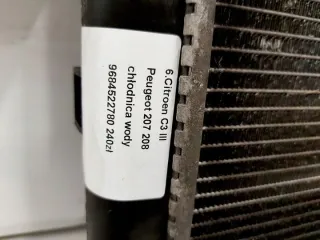 6.Citroen C3 III
Peugeot 207 208
chłodnica wody
9684522780 240zł